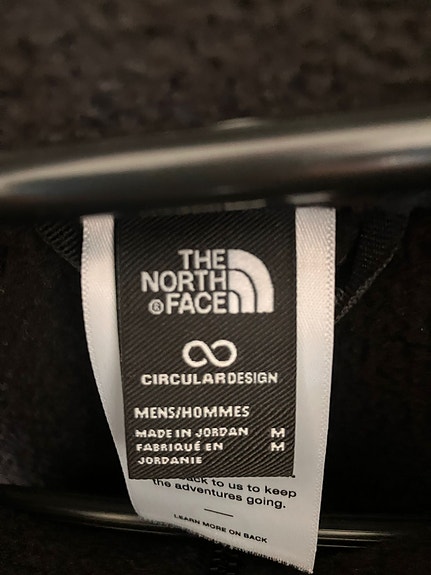 THE
NORTH
®FACE
CIRCULARDESIGN
MENS/HOMMES
MADE IN JORDAN M
FABRIQUÉ EN M
JORDANIE
back to us to keep
the adventures going.
LEARN MORE ON BACK